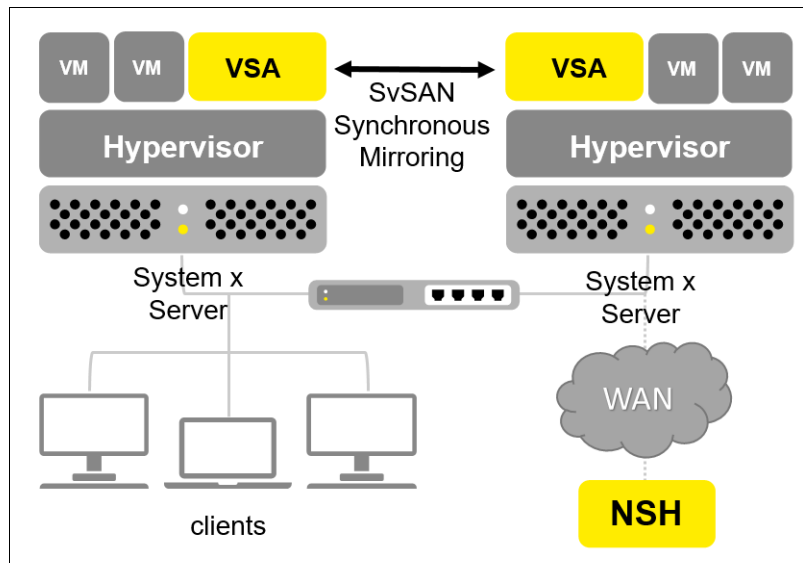 VM VM VSA VSA VM VM
SvSAN
Synchronous
Mirroring
Hypervisor Hypervisor
System x
Server
System x
Server
WAN
clients
NSH